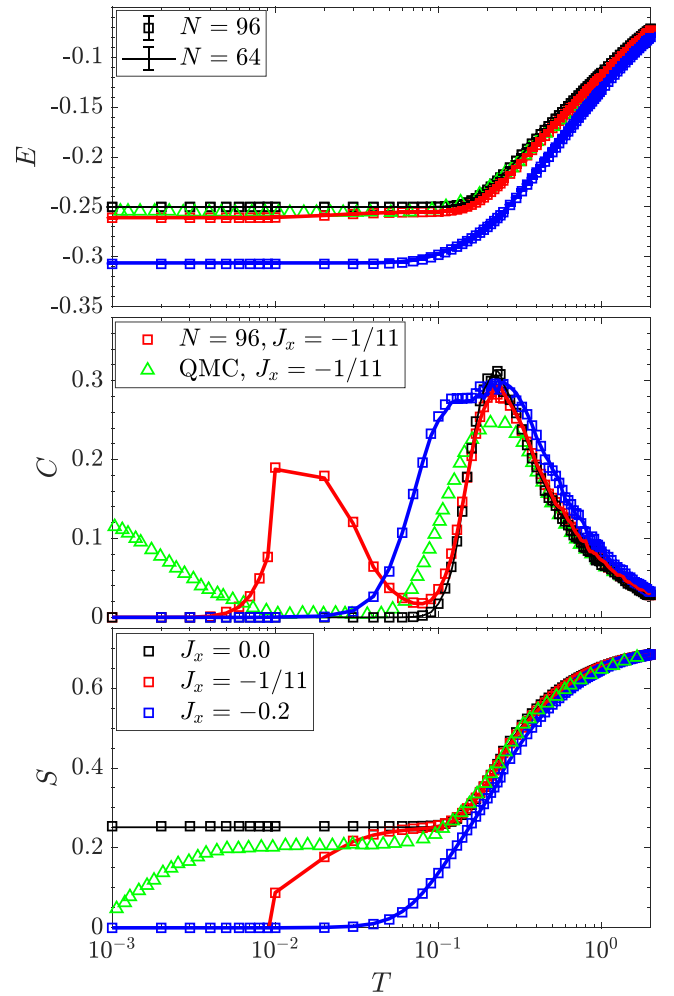 N = 96
N = 64
-0.05
-0.1
-0.15
-0.2
-0.25
-0.3
-0.35
E
N = 96, J_x = −1/11
QMC, J_x = −1/11
0.3
0.2
0.1
0
C
J_x = 0.0
J_x = −1/11
J_x = −0.2
0.6
0.4
0.2
0
S
10^{-3} 10^{-2} 10^{-1} 10^{0}
T